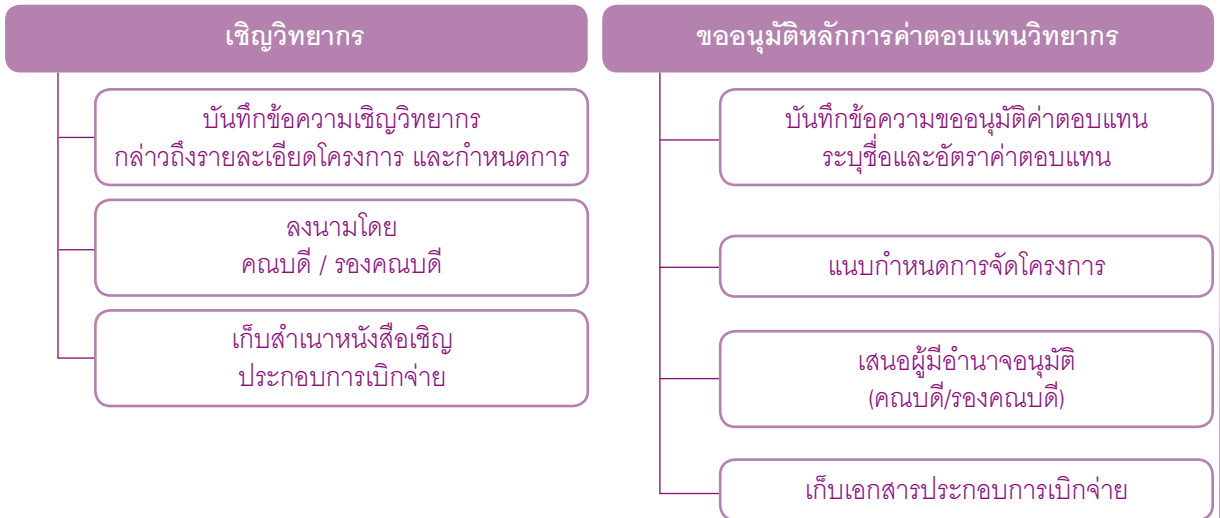 เชิญวิทยากร
บันทึกข้อความเชิญวิทยากร
กล่าวถึงรายละเอียดโครงการ และกำหนดการ
ลงนามโดย
คณบดี / รองคณบดี
เก็บสำเนาหนังสือเชิญ
ประกอบการเบิกจ่าย
ขออนุมัติหลักการค่าตอบแทนวิทยากร
บันทึกข้อความขออนุมัติค่าตอบแทน
ระบุชื่อและอัตราค่าตอบแทน
แนบกำหนดการจัดโครงการ
เสนอผู้มีอำนาจอนุมัติ
(คณบดี/รองคณบดี)
เก็บเอกสารประกอบการเบิกจ่าย